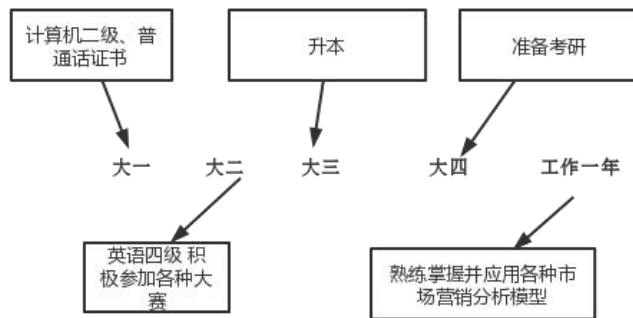 计算机二级、普
通话证书
升本
准备考研
大一
大二
大三
大四
工作一年
英语四级 积
极参加各种大
赛
熟练掌握并应用各种市
场营销分析模型